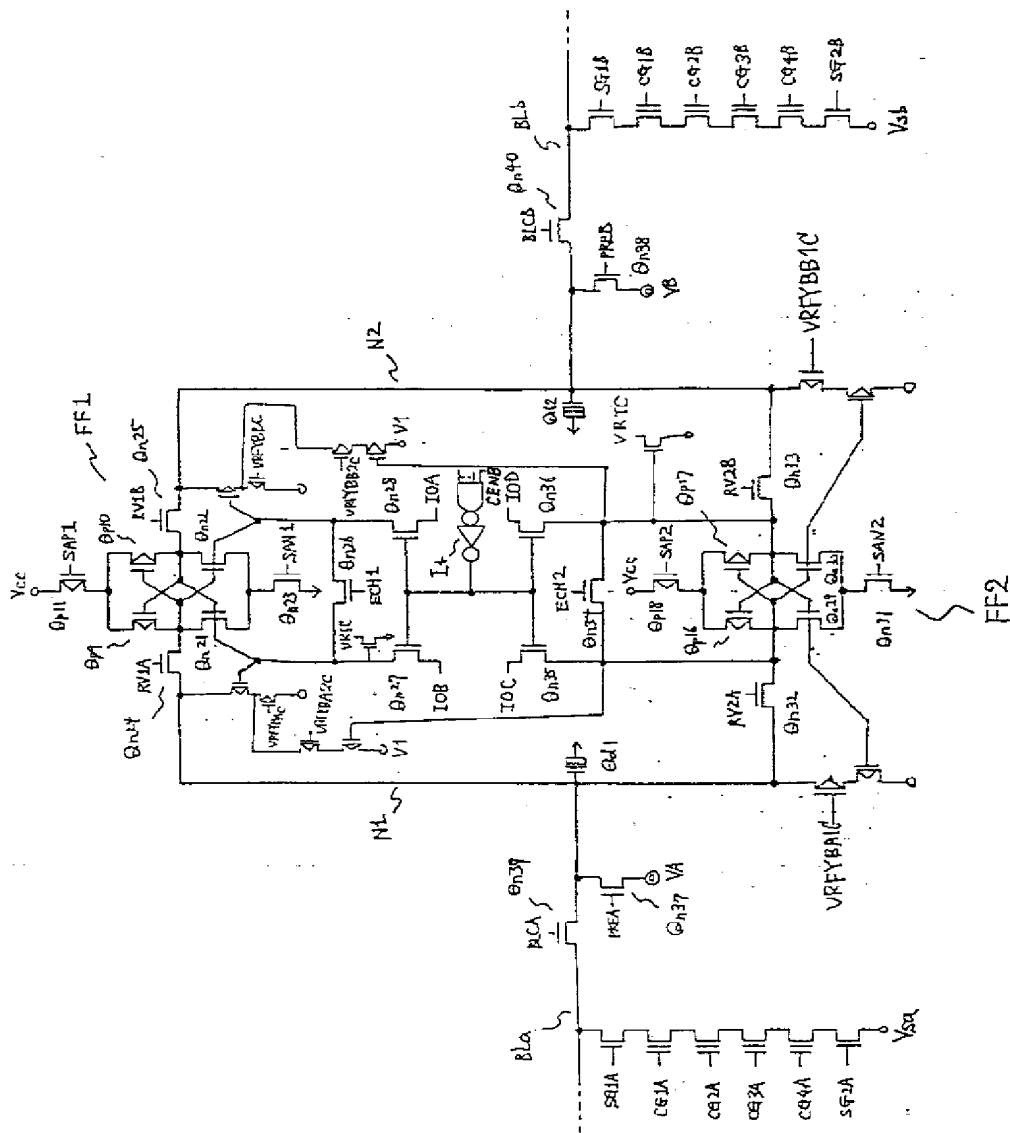 FF1
N2
Vcc
SAP1
Qp11
Qp10
Qp9
RV1B
Qn25
RV1A
Qn24
Qn22
Qn21
SAN1
Qn23
VRFYBB2C
V1
Qn26
ECH1
VRTC
Qn28
IOA
Qn27
IOB
CENB
I4
IOD
Qn36
IOC
Qn35
ECH2
Qn34
Vcc
SAP2
Qp18
Qp17
Qp16
RV2B
Qn33
RV2A
Qn32
Qn30
Qn29
SAN2
Qn31
FF2
VRTC
Qd2
Qd1
N1
V1
VRFYBA2C
VRFYBA1C
VRFYBB1C
BLa
BLCA
Qn39
PREA
VA
Qn37
SG1A
CG1A
CG2A
CG3A
CG4A
SG2A
Vsa
BLb
Qn40
BLCB
PREB
Qn38
VB
SG1B
CG1B
CG2B
CG3B
CG4B
SG2B
Vsb